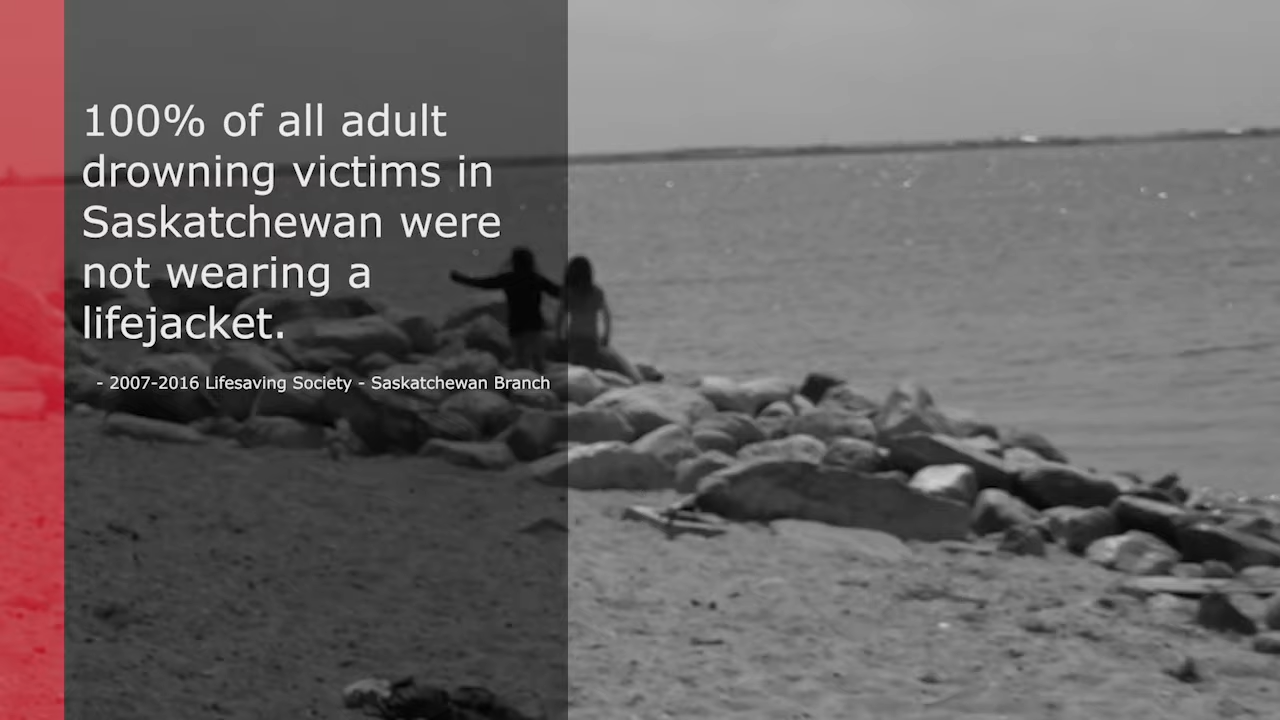 100% of all adult
drowning victims in
Saskatchewan were
not wearing a
lifejacket.
- 2007-2016 Lifesaving Society - Saskatchewan Branch